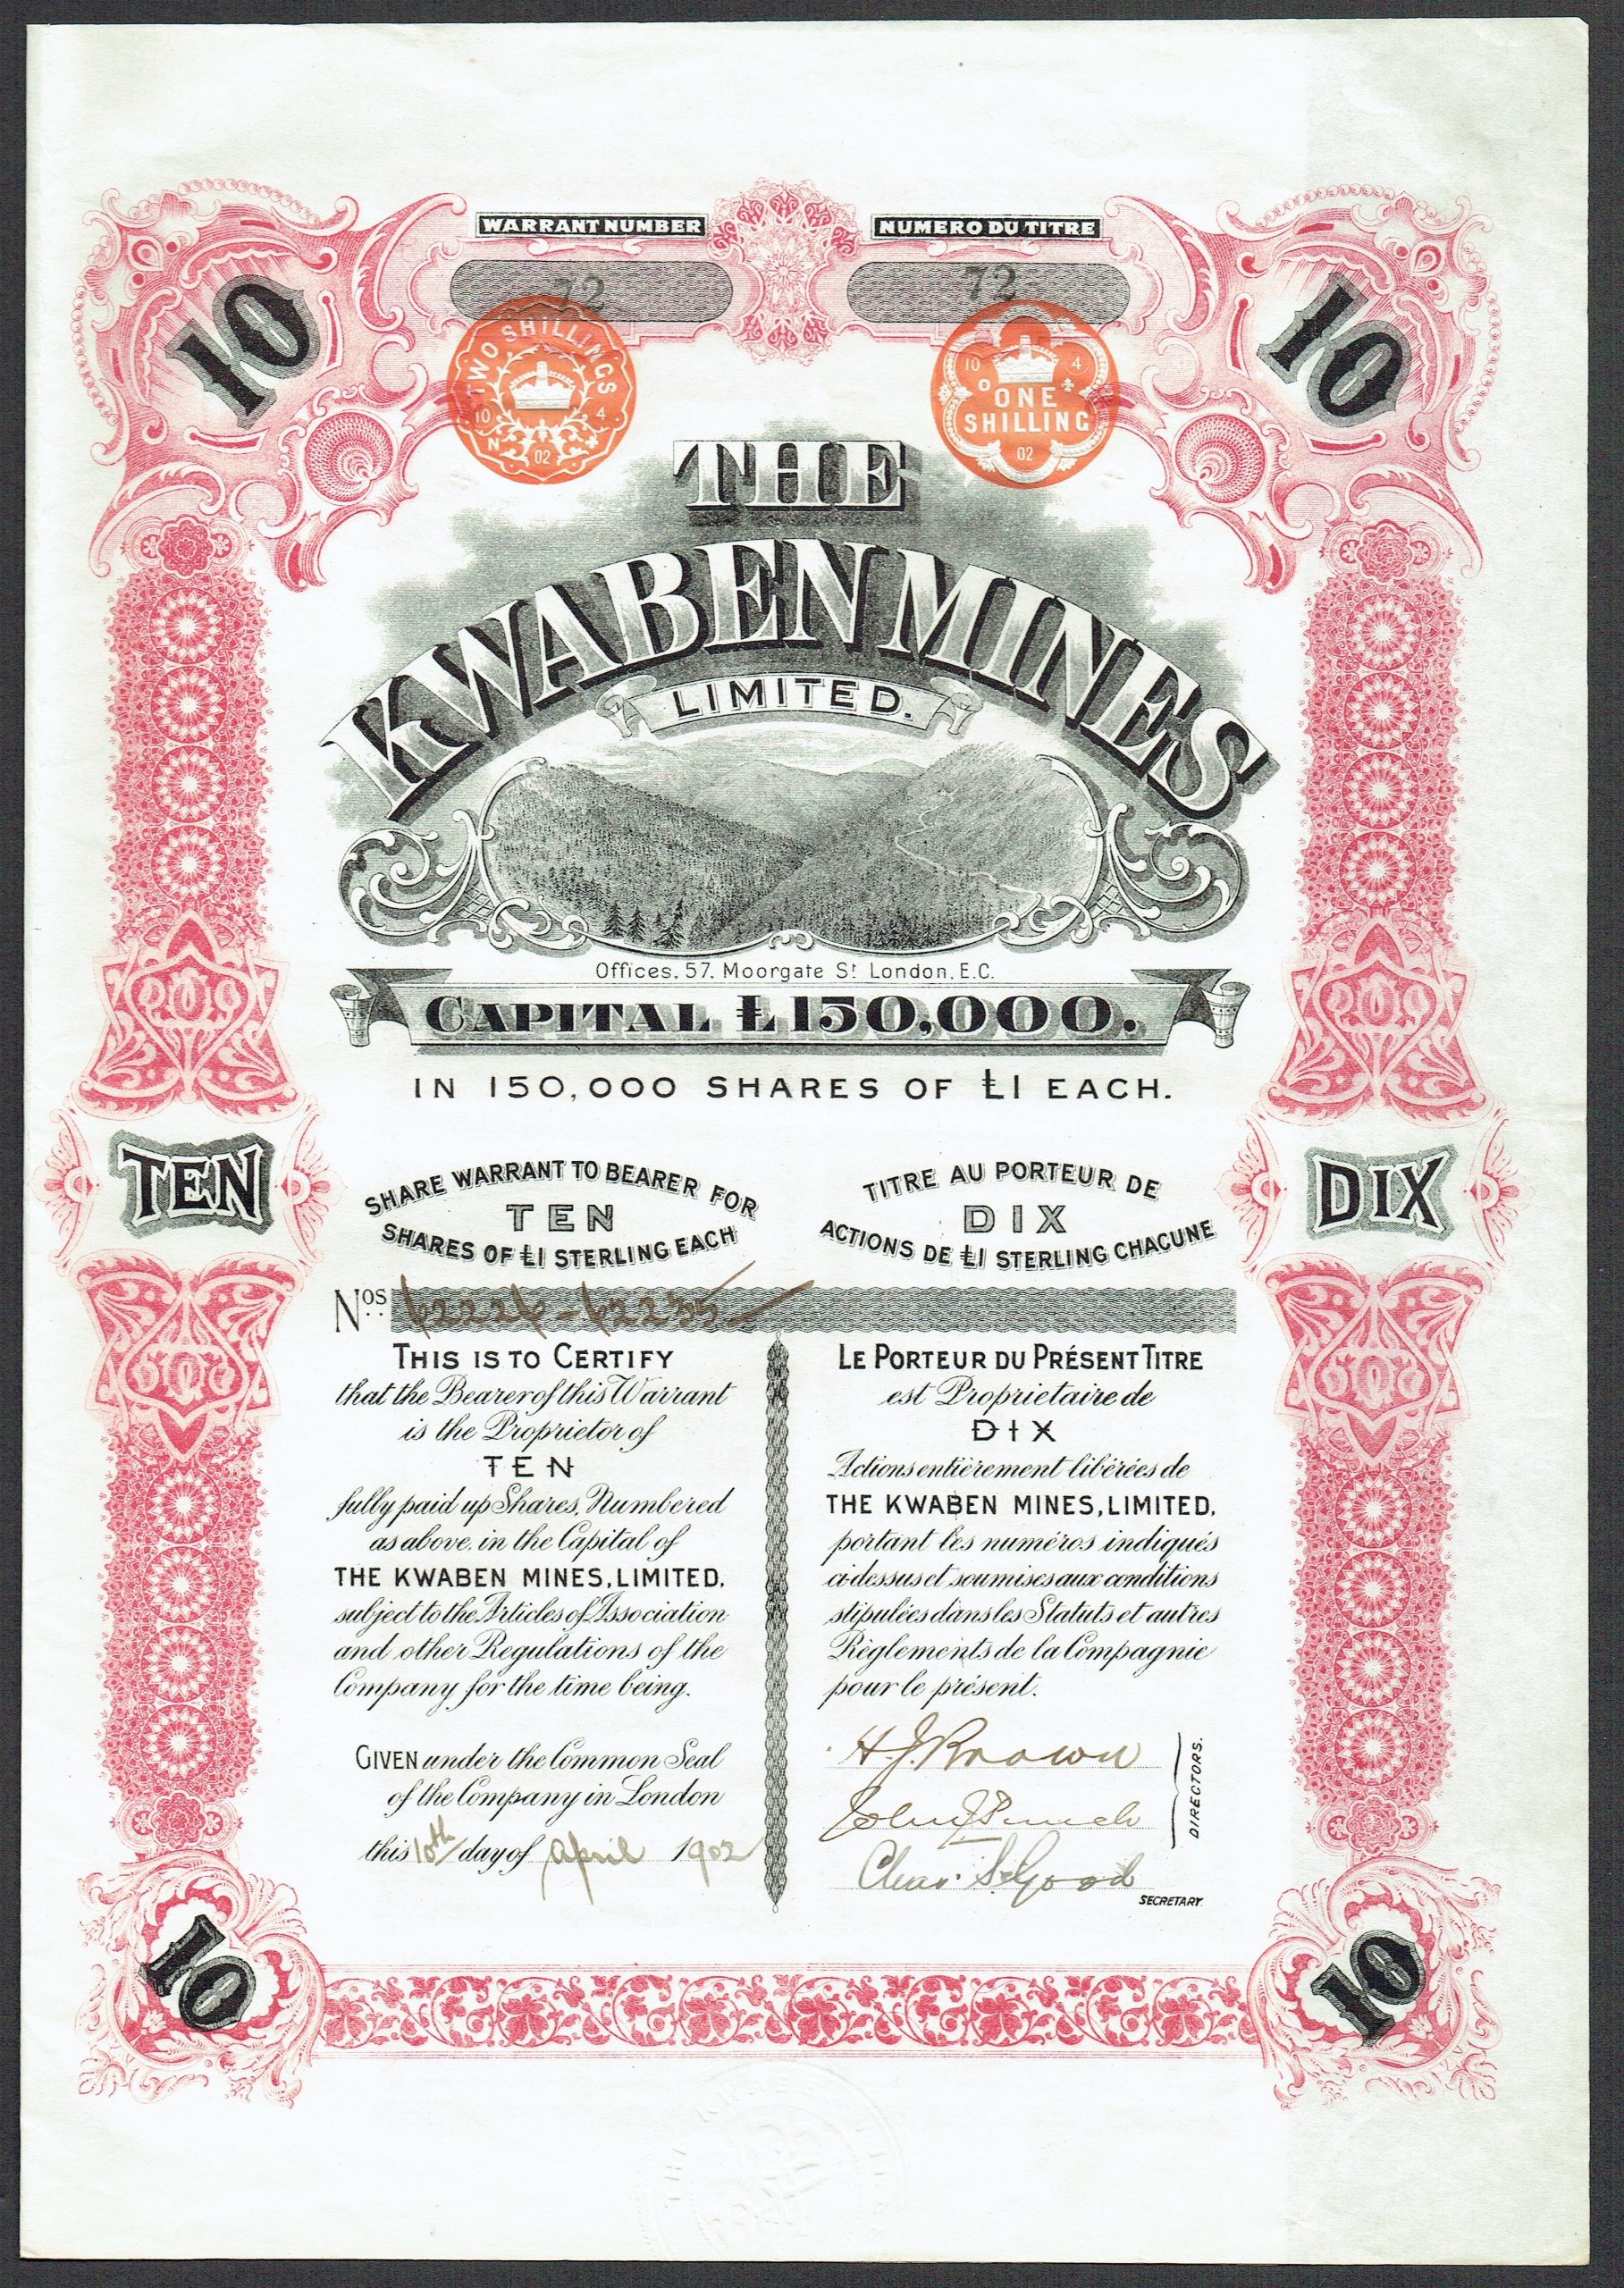 WARRANT NUMBER
NUMERO DU TITRE
72
72
10
10
TWO SHILLINGS
10 4
N
02
10 4
O
ONE
SHILLING
02
THE
KWABEN MINES
LIMITED.
Offices. 57. Moorgate St London. E.C.
CAPITAL £150,000.
IN 150,000 SHARES OF £1 EACH.
TEN
DIX
SHARE WARRANT TO BEARER FOR
TEN
SHARES OF £1 STERLING EACH
TITRE AU PORTEUR DE
DIX
ACTIONS DE £1 STERLING CHACUNE
Nos. 62226-62235
THIS IS TO CERTIFY
that the Bearer of this Warrant
is the Proprietor of
TEN
fully paid up Shares, Numbered
as above, in the Capital of
THE KWABEN MINES, LIMITED.
subject to the Articles of Association
and other Regulations of the
Company for the time being.
GIVEN under the Common Seal
of the Company in London
this 10th day of April 1902
LE PORTEUR DU PRÉSENT TITRE
est Proprietaire de
DIX
Actions entièrement libérées de
THE KWABEN MINES, LIMITED.
portant les numéros indiqués
ci-dessus et soumises aux conditions
stipulées dans les Statuts et autres
Règlements de la Compagnie
pour le présent.
H. J. Brown
John J Punch
DIRECTORS.
Chas. S. Good
SECRETARY
10
10